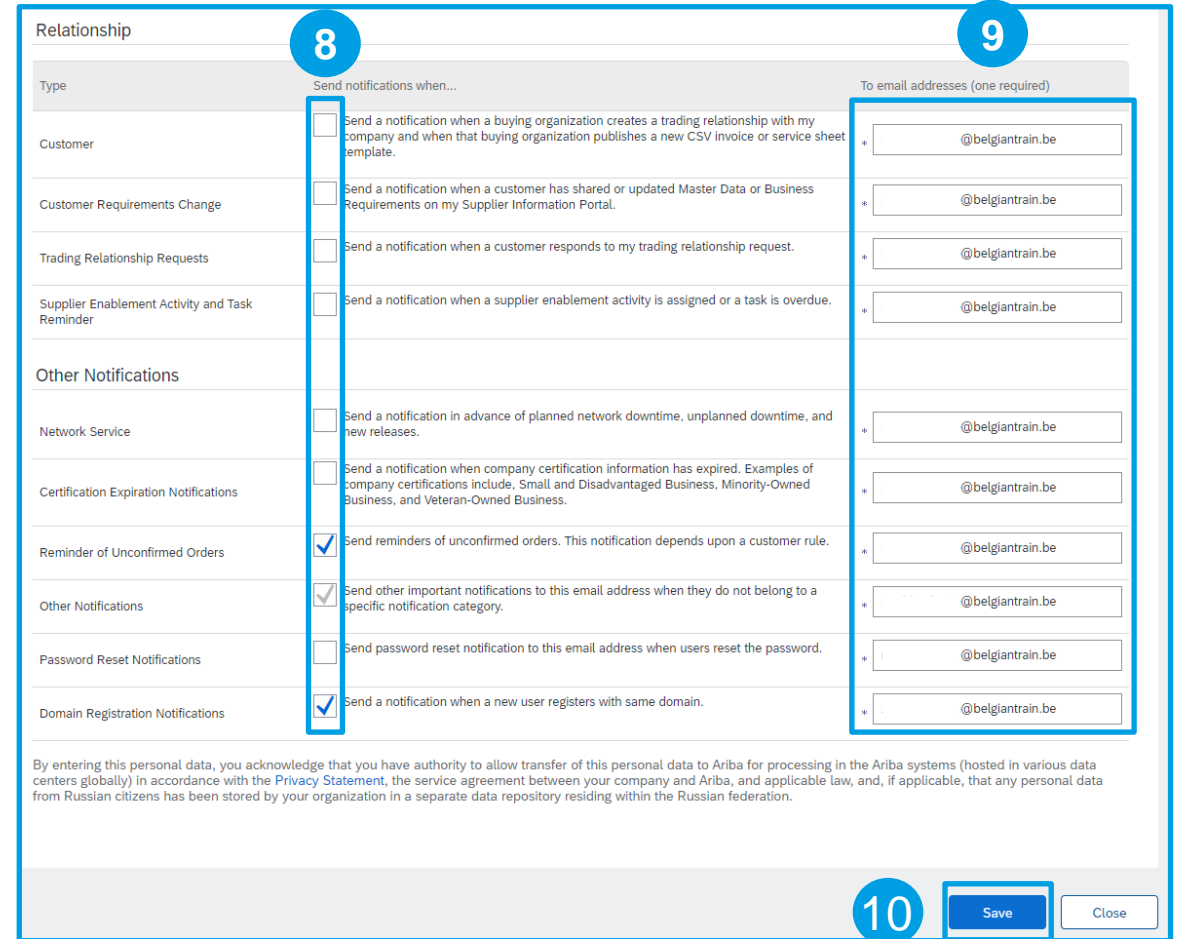 Relationship
8
9
Type
Send notifications when...
To email addresses (one required)
Customer
Send a notification when a buying organization creates a trading relationship with my
company and when that buying organization publishes a new CSV invoice or service sheet
template.
* @belgiantrain.be
Customer Requirements Change
Send a notification when a customer has shared or updated Master Data or Business
Requirements on my Supplier Information Portal.
* @belgiantrain.be
Trading Relationship Requests
Send a notification when a customer responds to my trading relationship request.
* @belgiantrain.be
Supplier Enablement Activity and Task
Reminder
Send a notification when a supplier enablement activity is assigned or a task is overdue.
* @belgiantrain.be
Other Notifications
Network Service
Send a notification in advance of planned network downtime, unplanned downtime, and
new releases.
* @belgiantrain.be
Certification Expiration Notifications
Send a notification when company certification information has expired. Examples of
company certifications include, Small and Disadvantaged Business, Minority-Owned
Business, and Veteran-Owned Business.
* @belgiantrain.be
Reminder of Unconfirmed Orders
Send reminders of unconfirmed orders. This notification depends upon a customer rule.
* @belgiantrain.be
Other Notifications
Send other important notifications to this email address when they do not belong to a
specific notification category.
* @belgiantrain.be
Password Reset Notifications
Send password reset notification to this email address when users reset the password.
* @belgiantrain.be
Domain Registration Notifications
Send a notification when a new user registers with same domain.
* @belgiantrain.be
By entering this personal data, you acknowledge that you have authority to allow transfer of this personal data to Ariba for processing in the Ariba systems (hosted in various data
centers globally) in accordance with the Privacy Statement, the service agreement between your company and Ariba, and applicable law, and, if applicable, that any personal data
from Russian citizens has been stored by your organization in a separate data repository residing within the Russian federation.
10
Save
Close